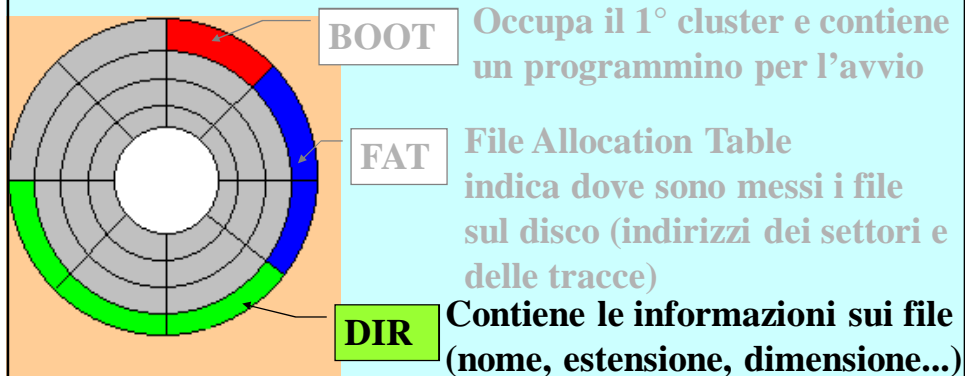 BOOT
Occupa il 1° cluster e contiene
un programmino per l’avvio
FAT
File Allocation Table
indica dove sono messi i file
sul disco (indirizzi dei settori e
delle tracce)
DIR
Contiene le informazioni sui file
(nome, estensione, dimensione...)